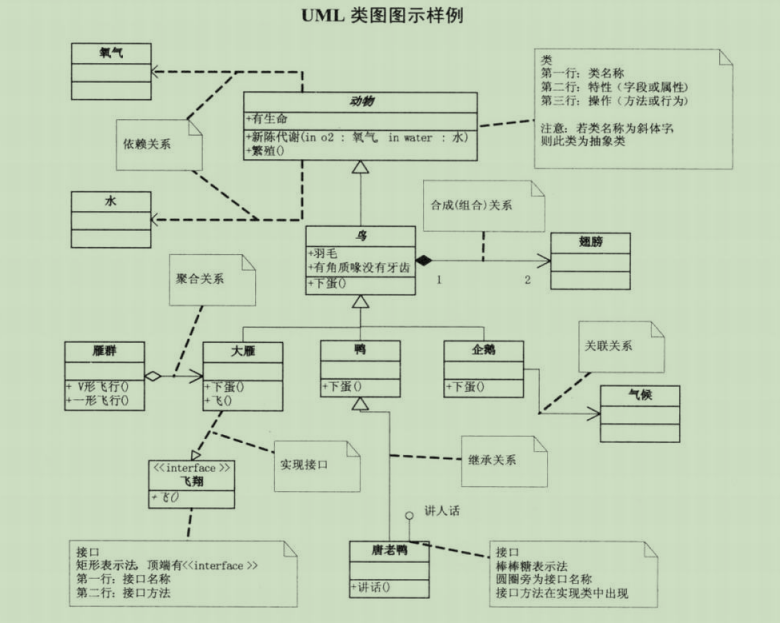 UML 类图图示样例
氧气
动物
+有生命
+新陈代谢(in o2 : 氧气, in water : 水)
+繁殖()
类
第一行：类名称
第二行：特性（字段或属性）
第三行：操作（方法或行为）
注意：若类名称为斜体字
则此类为抽象类
依赖关系
水
合成(组合)关系
鸟
+羽毛
+有角质喙没有牙齿
+下蛋()
1
2
翅膀
聚合关系
雁群
+ V形飞行()
+一形飞行()
大雁
+下蛋()
+飞()
鸭
+下蛋()
企鹅
+下蛋()
关联关系
气候
<<interface >>
飞翔
+飞()
实现接口
继承关系
讲人话
接口
矩形表示法，顶端有<<interface >>
第一行：接口名称
第二行：接口方法
唐老鸭
+讲话()
接口
棒棒糖表示法
圆圈旁为接口名称
接口方法在实现类中出现